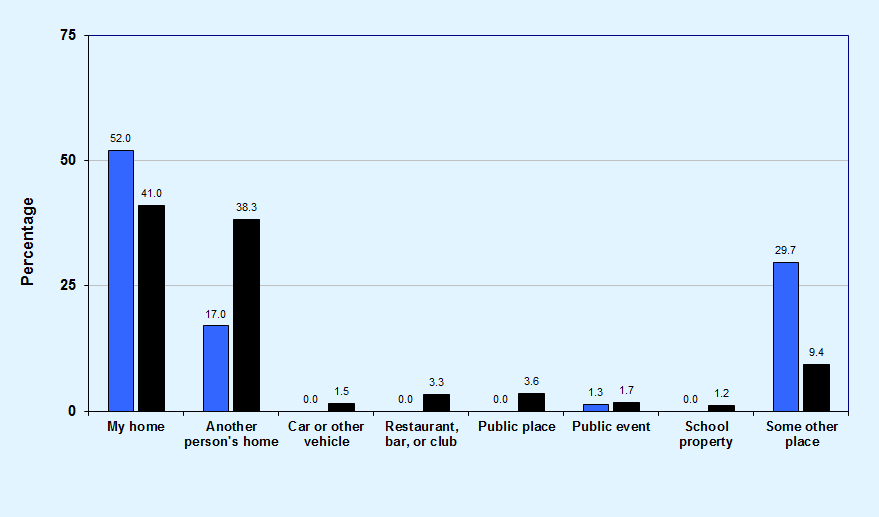 75
50
25
0
Percentage
52.0
41.0
17.0
38.3
0.0
1.5
0.0
3.3
0.0
3.6
1.3
1.7
0.0
1.2
29.7
9.4
My home
Another
person's home
Car or other
vehicle
Restaurant,
bar, or club
Public place
Public event
School
property
Some other
place